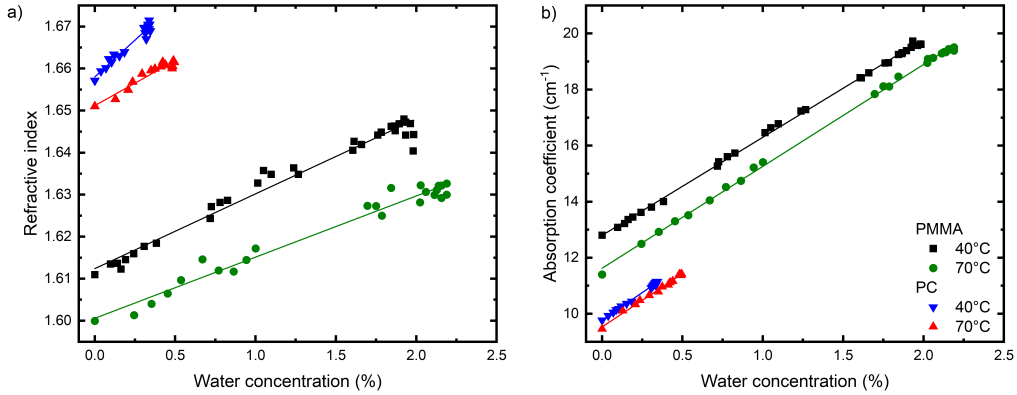 a)
Refractive index
1.67
1.66
1.65
1.64
1.63
1.62
1.61
1.60
0.0 0.5 1.0 1.5 2.0 2.5
Water concentration (%)
b)
Absorption coefficient (cm⁻¹)
20
18
16
14
12
10
0.0 0.5 1.0 1.5 2.0 2.5
Water concentration (%)
PMMA
40°C
70°C
PC
40°C
70°C